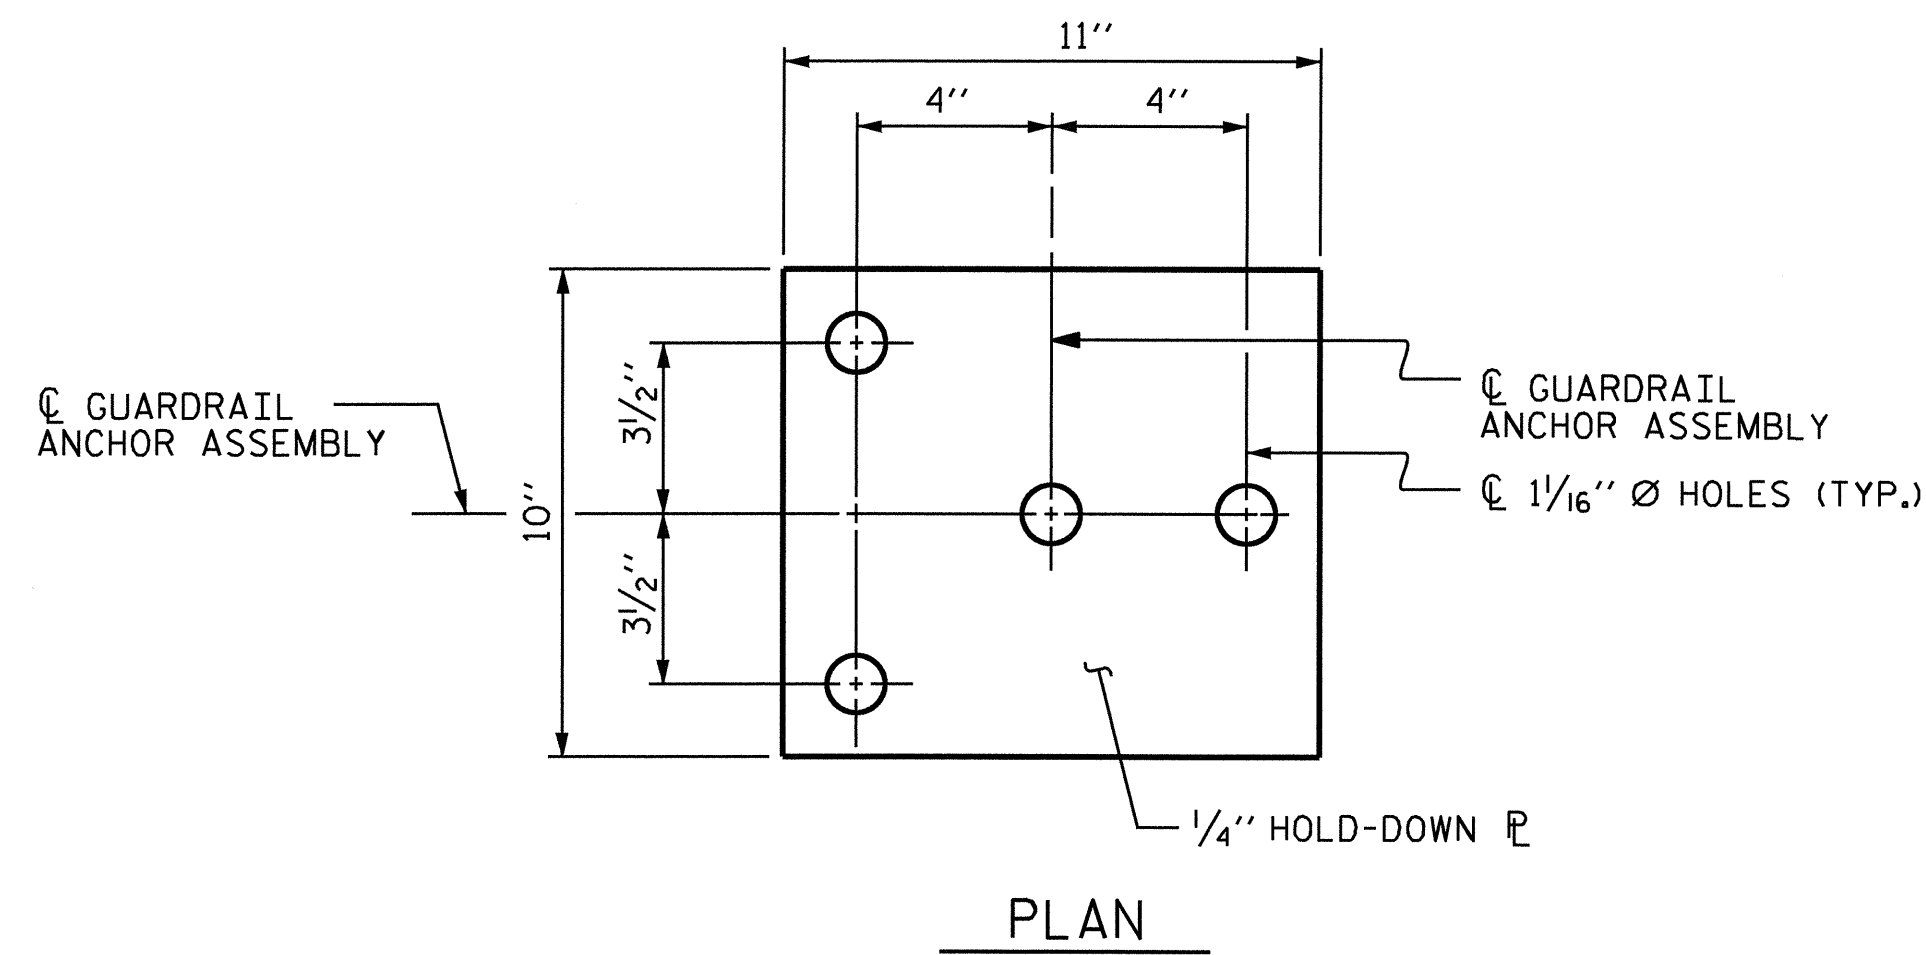 11"
4" 4"
℄ GUARDRAIL
ANCHOR ASSEMBLY
3 1/2"
10"
3 1/2"
℄ GUARDRAIL
ANCHOR ASSEMBLY
℄ 1 1/16" Ø HOLES (TYP.)
1/4" HOLD-DOWN ⅊
PLAN